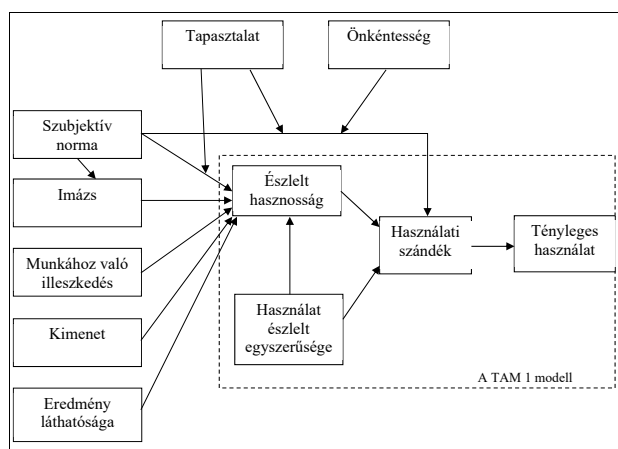 Tapasztalat
Önkéntesség
Szubjektív
norma
Imázs
Munkához való
illeszkedés
Kimenet
Eredmény
láthatósága
Észlelt
hasznosság
Használat
észlelt
egyszerűsége
Használati
szándék
Tényleges
használat
A TAM 1 modell